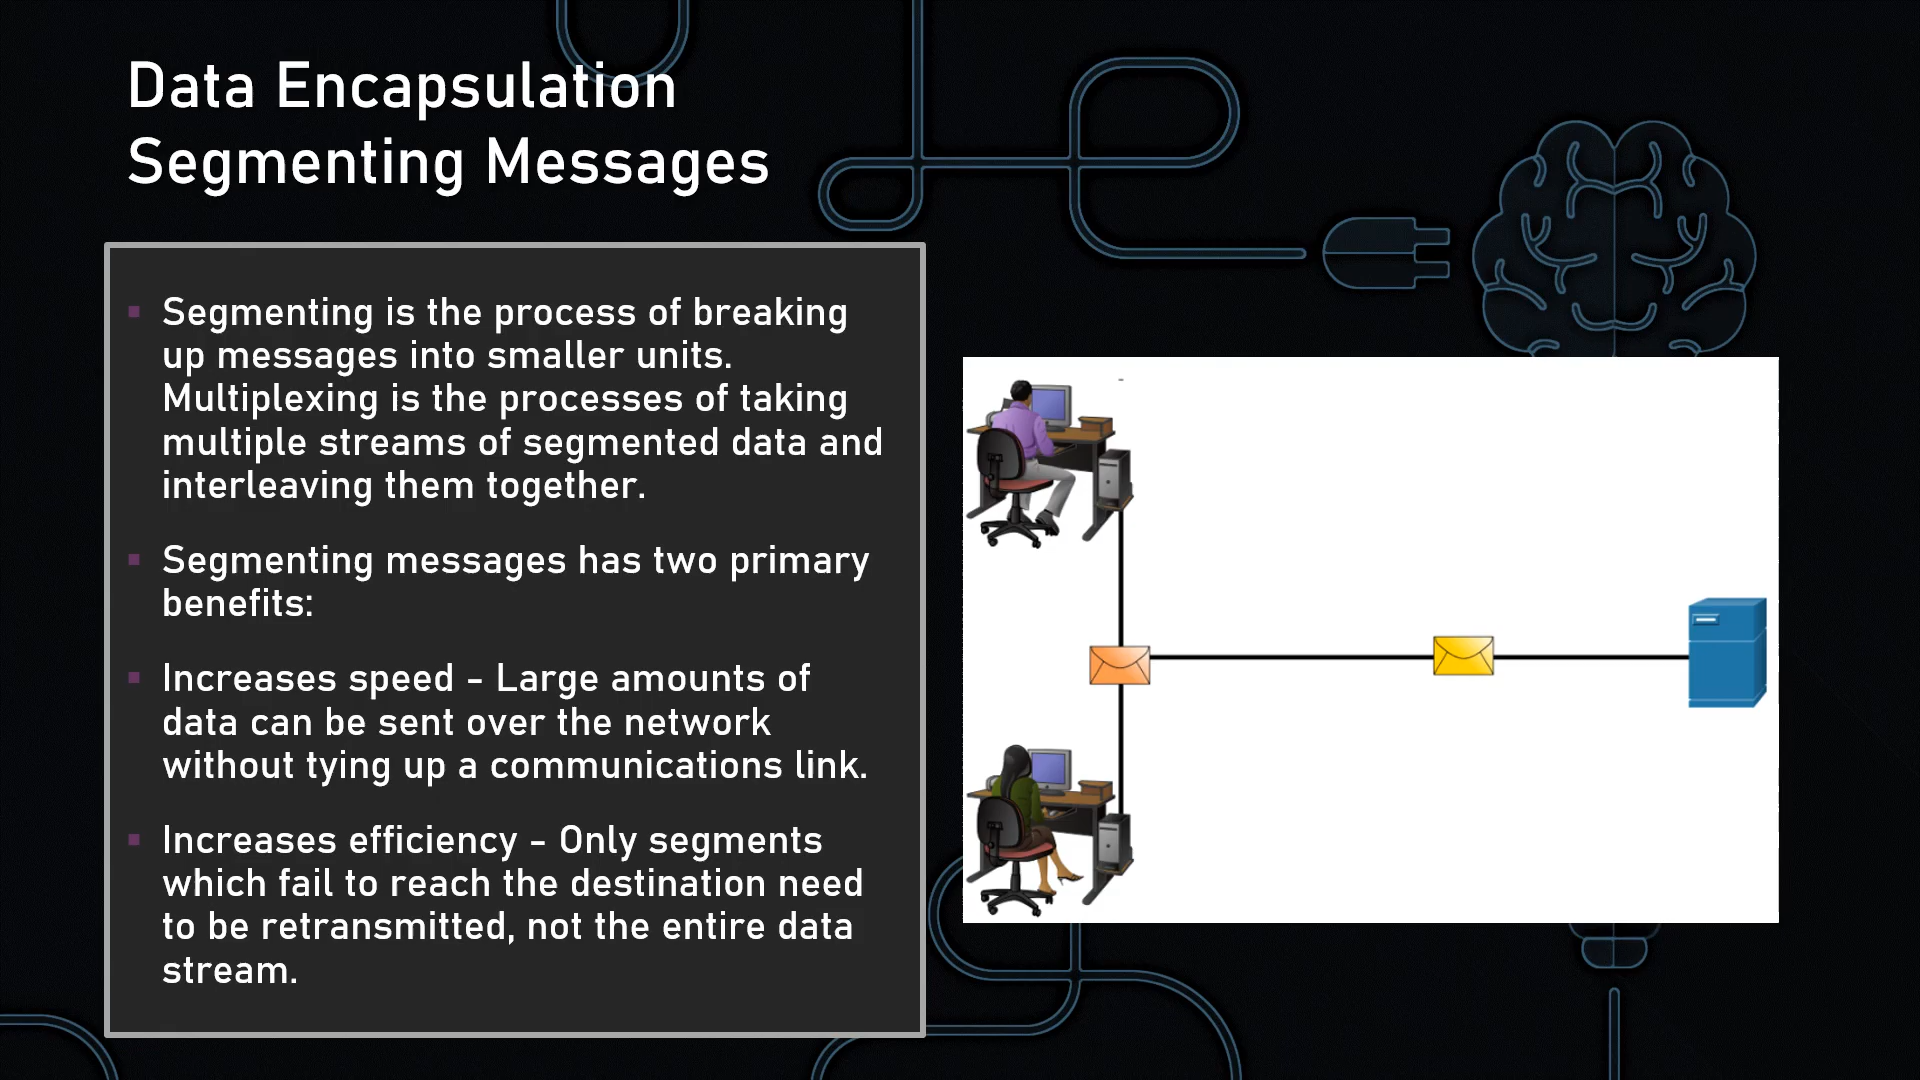 Data Encapsulation
Segmenting Messages
▪ Segmenting is the process of breaking
up messages into smaller units.
Multiplexing is the processes of taking
multiple streams of segmented data and
interleaving them together.
▪ Segmenting messages has two primary
benefits:
▪ Increases speed – Large amounts of
data can be sent over the network
without tying up a communications link.
▪ Increases efficiency – Only segments
which fail to reach the destination need
to be retransmitted, not the entire data
stream.